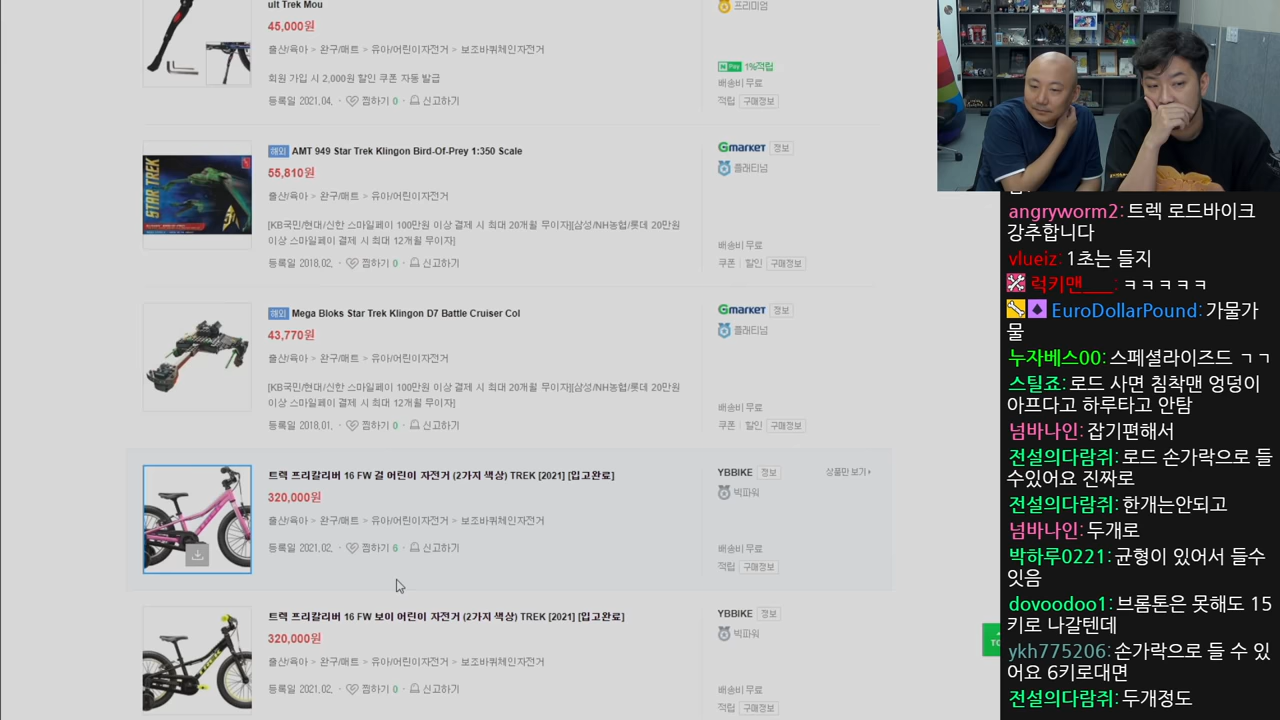 ult Trek Mou
45,000원
출산/육아 > 완구/매트 > 유아/어린이자전거 > 보조바퀴체인자전거
회원 가입 시 2,000원 할인 쿠폰 자동 발급
등록일 2021.04. · 찜하기 0 · 신고하기
프리미엄
N Pay 1%적립
배송비 무료
적립 구매정보
해외 AMT 949 Star Trek Klingon Bird-Of-Prey 1:350 Scale
55,810원
출산/육아 > 완구/매트 > 유아/어린이자전거
[KB국민/현대/신한 스마일페이 100만원 이상 결제 시 최대 20개월 무이자][삼성/NH농협/롯데 20만원
이상 스마일페이 결제 시 최대 12개월 무이자]
등록일 2018.02. · 찜하기 0 · 신고하기
STAR TREK
Gmarket 정보
플래티넘
배송비 무료
쿠폰 할인 구매정보
해외 Mega Bloks Star Trek Klingon D7 Battle Cruiser Col
43,770원
출산/육아 > 완구/매트 > 유아/어린이자전거
[KB국민/현대/신한 스마일페이 100만원 이상 결제 시 최대 20개월 무이자][삼성/NH농협/롯데 20만원
이상 스마일페이 결제 시 최대 12개월 무이자]
등록일 2018.01. · 찜하기 0 · 신고하기
Gmarket 정보
플래티넘
배송비 무료
쿠폰 할인 구매정보
트렉 프리칼리버 16 FW 걸 어린이 자전거 (2가지 색상) TREK [2021] [입고완료]
320,000원
출산/육아 > 완구/매트 > 유아/어린이자전거 > 보조바퀴체인자전거
등록일 2021.02. · 찜하기 6 · 신고하기
YBBIKE 정보
상품만 보기
빅파워
배송비 무료
적립 구매정보
트렉 프리칼리버 16 FW 보이 어린이 자전거 (2가지 색상) TREK [2021] [입고완료]
320,000원
출산/육아 > 완구/매트 > 유아/어린이자전거 > 보조바퀴체인자전거
등록일 2021.02. · 찜하기 0 · 신고하기
YBBIKE 정보
빅파워
배송비 무료
적립 구매정보
angryworm2: 트렉 로드바이크
강추합니다
vlueiz: 1초는 들지
럭키맨___: ㅋㅋㅋㅋㅋ
EuroDollarPound: 가물가
물
누자베스00: 스페셜라이즈드 ㄱㄱ
스틸죠: 로드 사면 침착맨 엉덩이
아프다고 하루타고 안탐
넘바나인: 잡기편해서
전설의다람쥐: 로드 손가락으로 들
수있어요 진짜로
전설의다람쥐: 한개는안되고
넘바나인: 두개로
박하루0221: 균형이 있어서 들수
잇음
dovoodoo1: 브롬톤은 못해도 15
키로 나갈텐데
ykh775206: 손가락으로 들 수 있
어요 6키로대면
전설의다람쥐: 두개정도